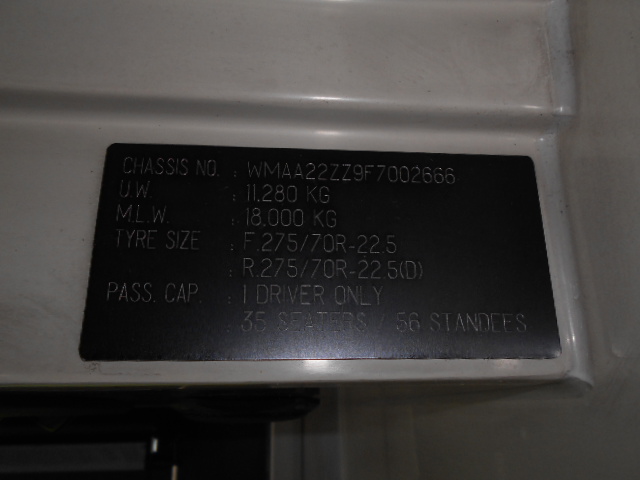 CHASSIS NO. : WMAA22ZZ9F7002666
U.W. : 11,280 KG
M.L.W. : 18,000 KG
TYRE SIZE : F.275/70R-22.5
R.275/70R-22.5(D)
PASS. CAP. : 1 DRIVER ONLY
: 35 SEATERS / 56 STANDEES